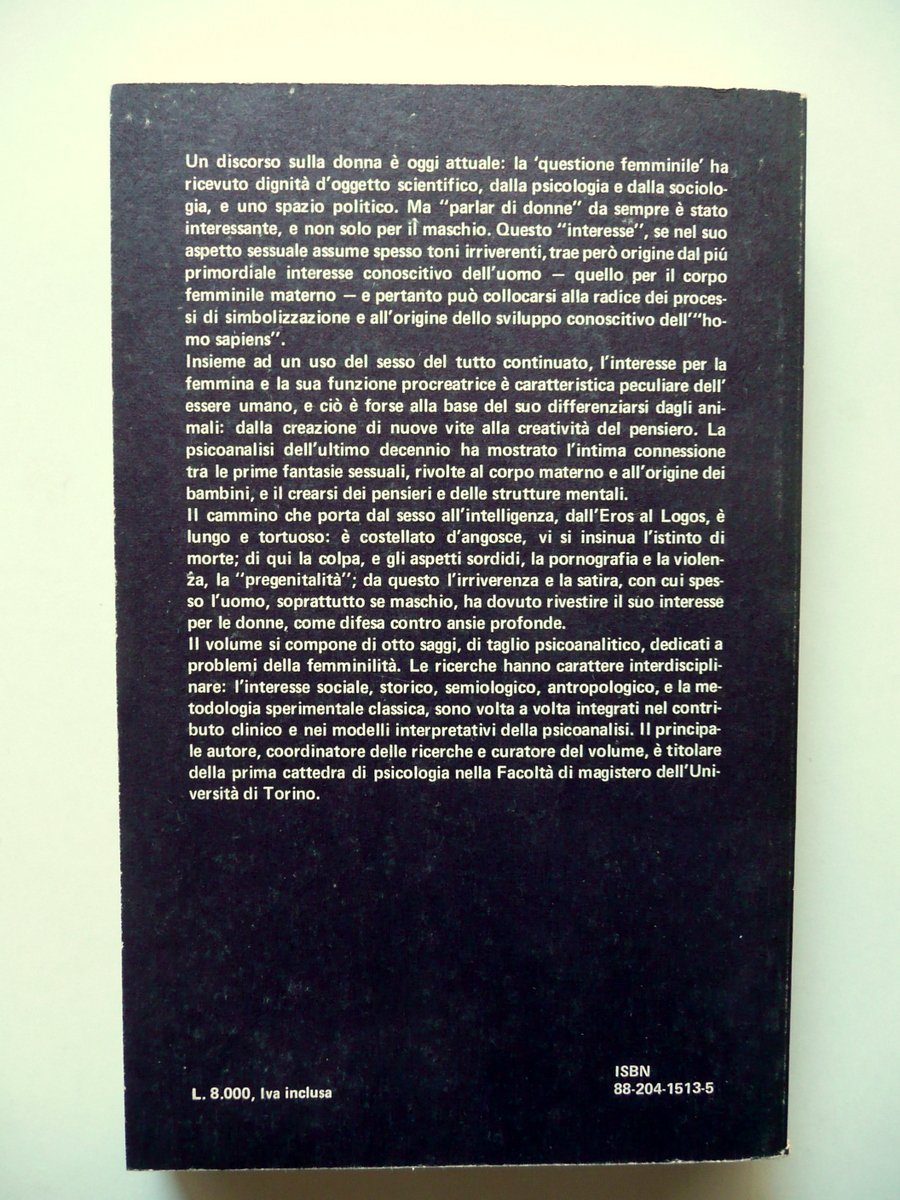 Un discorso sulla donna è oggi attuale: la ‘questione femminile’ ha
ricevuto dignità d’oggetto scientifico, dalla psicologia e dalla sociolo-
gia, e uno spazio politico. Ma “parlar di donne” da sempre è stato
interessante, e non solo per il maschio. Questo “interesse”, se nel suo
aspetto sessuale assume spesso toni irriverenti, trae però origine dal piú
primordiale interesse conoscitivo dell’uomo — quello per il corpo
femminile materno — e pertanto può collocarsi alla radice dei proces-
si di simbolizzazione e all’origine dello sviluppo conoscitivo dell’“ho-
mo sapiens”.
Insieme ad un uso del sesso del tutto continuato, l’interesse per la
femmina e la sua funzione procreatrice è caratteristica peculiare dell’
essere umano, e ciò è forse alla base del suo differenziarsi dagli ani-
mali: dalla creazione di nuove vite alla creatività del pensiero. La
psicoanalisi dell’ultimo decennio ha mostrato l’intima connessione
tra le prime fantasie sessuali, rivolte al corpo materno e all’origine dei
bambini, e il crearsi dei pensieri e delle strutture mentali.
Il cammino che porta dal sesso all’intelligenza, dall’Eros al Logos, è
lungo e tortuoso: è costellato d’angosce, vi si insinua l’istinto di
morte; di qui la colpa, e gli aspetti sordidi, la pornografia e la violen-
za, la “pregenitalità”; da questo l’irriverenza e la satira, con cui spes-
so l’uomo, soprattutto se maschio, ha dovuto rivestire il suo interesse
per le donne, come difesa contro ansie profonde.
Il volume si compone di otto saggi, di taglio psicoanalitico, dedicati a
problemi della femminilità. Le ricerche hanno carattere interdiscipli-
nare: l’interesse sociale, storico, semiologico, antropologico, e la me-
todologia sperimentale classica, sono volta a volta integrati nel contri-
buto clinico e nei modelli interpretativi della psicoanalisi. Il principa-
le autore, coordinatore delle ricerche e curatore del volume, è titolare
della prima cattedra di psicologia nella Facoltà di magistero dell’Uni-
versità di Torino.
L. 8.000, Iva inclusa
ISBN
88-204-1513-5